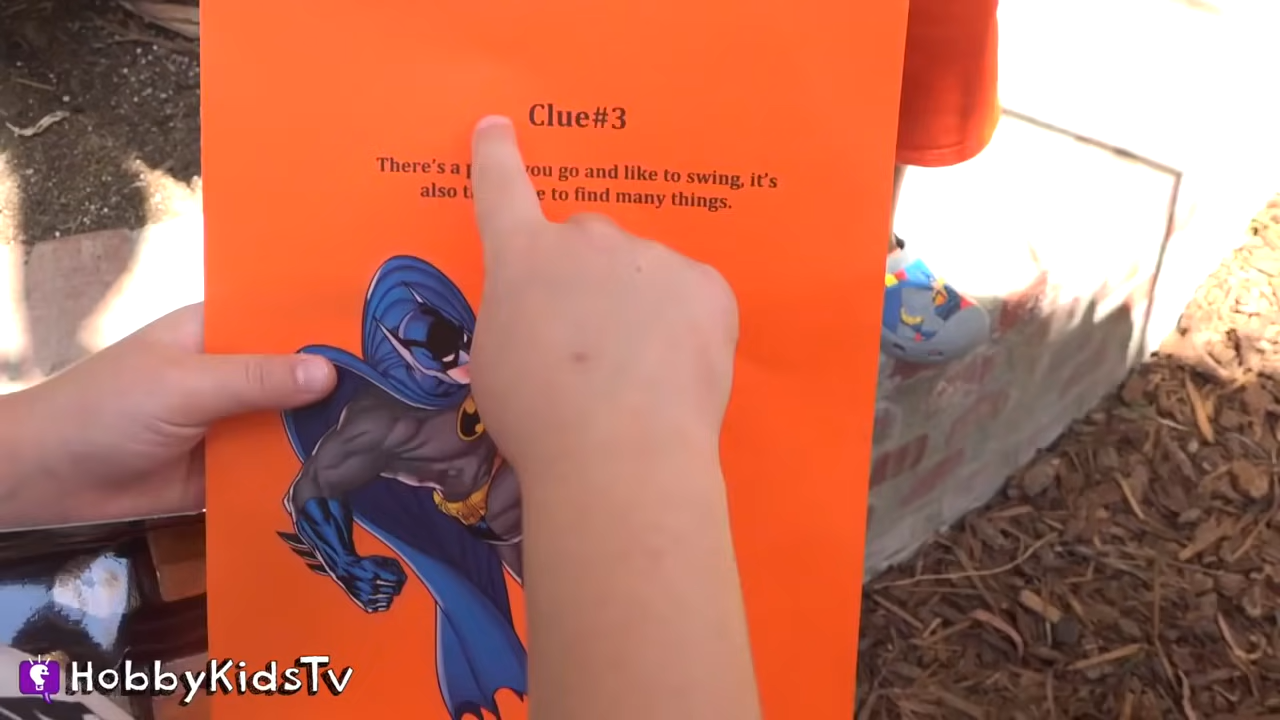 Clue#3
There's a you go and like to swing, it's
also to find many things.
HobbyKidsTv